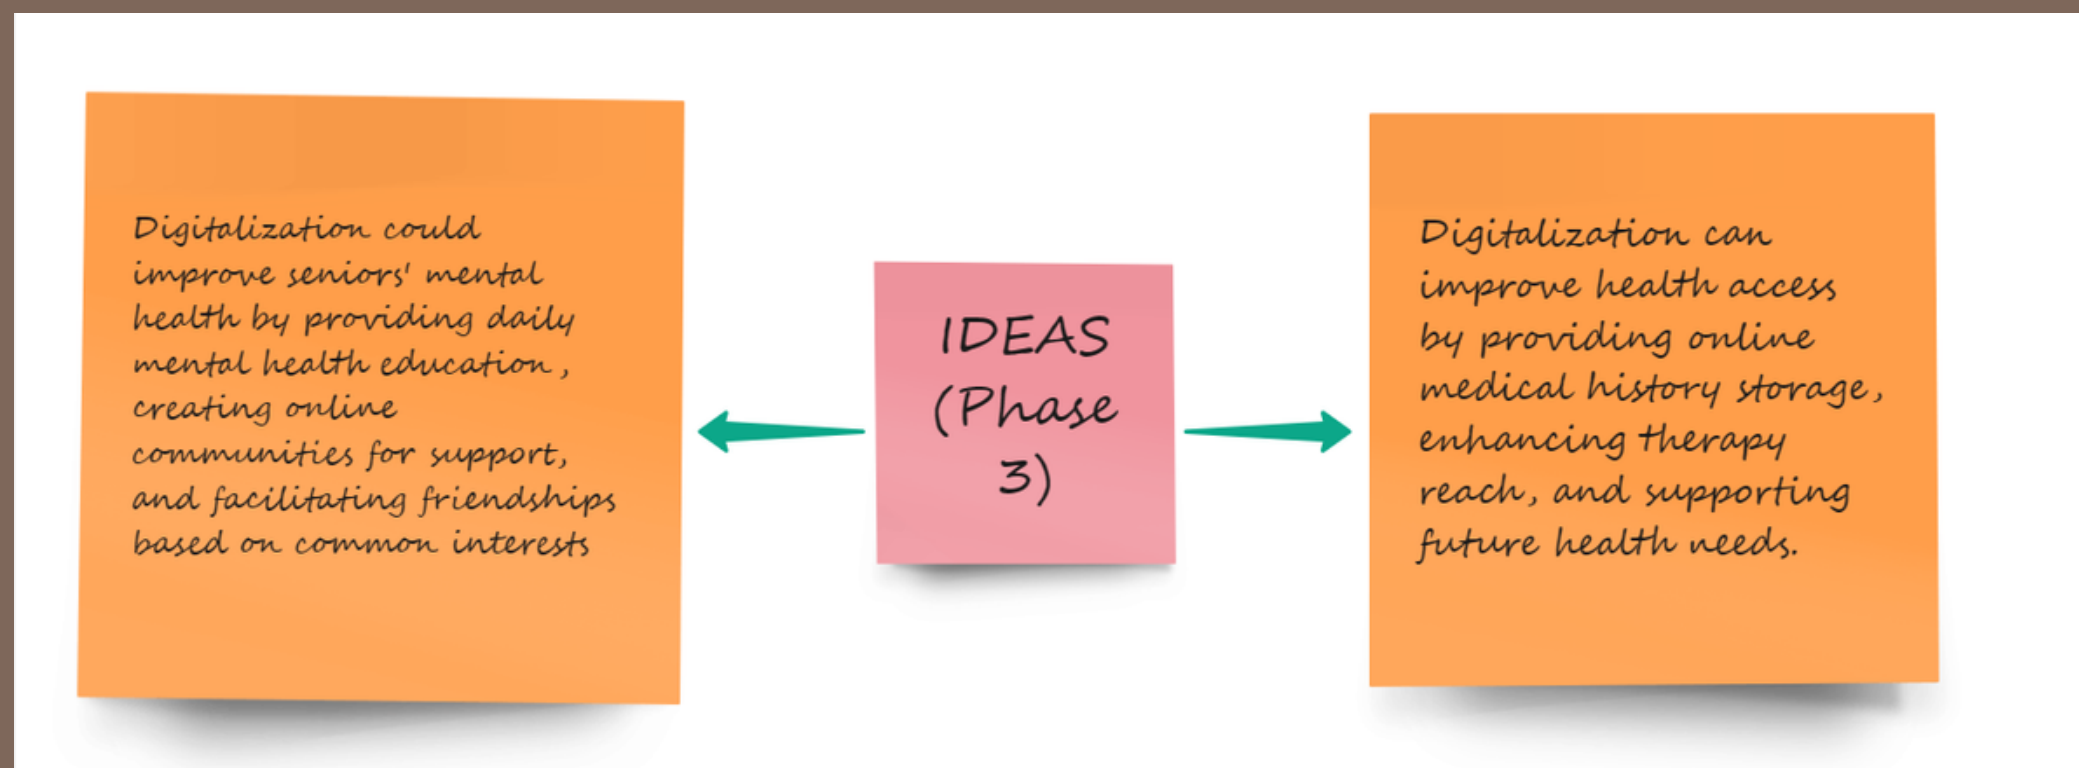 Digitalization could
improve seniors' mental
health by providing daily
mental health education,
creating online
communities for support,
and facilitating friendships
based on common interests
IDEAS
(Phase
3)
Digitalization can
improve health access
by providing online
medical history storage,
enhancing therapy
reach, and supporting
future health needs.